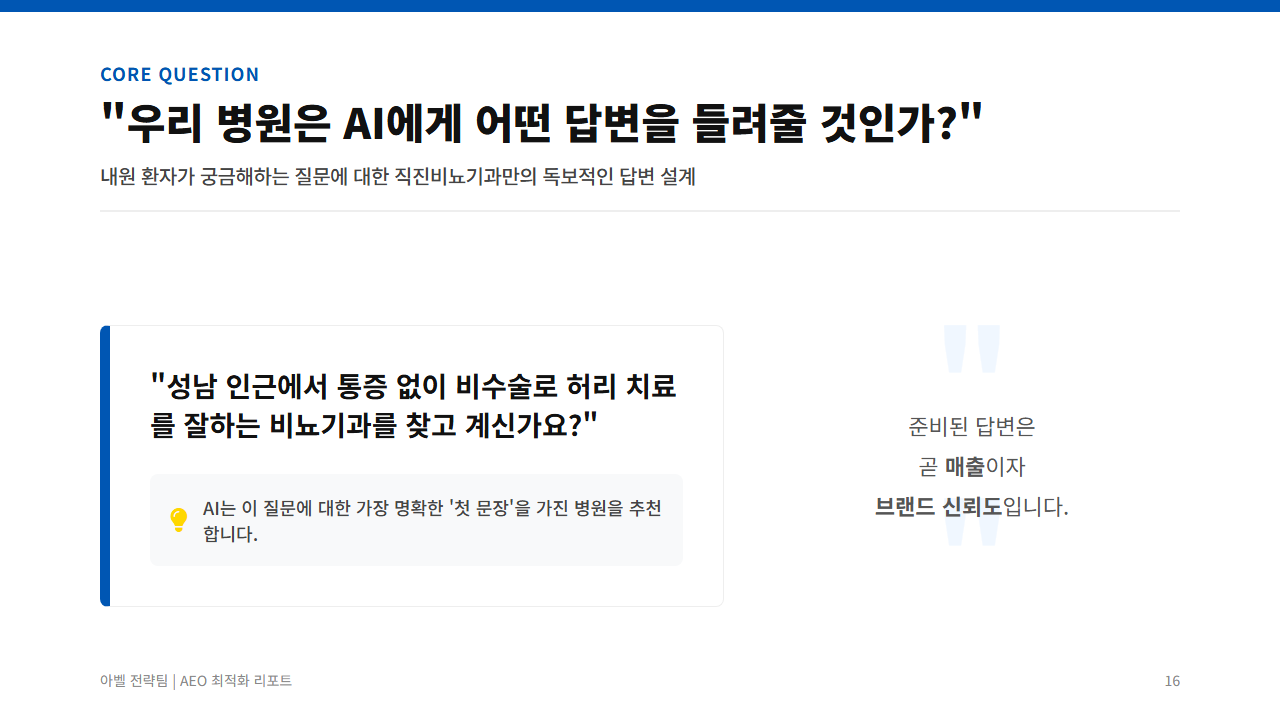 CORE QUESTION
"우리 병원은 AI에게 어떤 답변을 들려줄 것인가?"
내원 환자가 궁금해하는 질문에 대한 직진비뇨기과만의 독보적인 답변 설계
"성남 인근에서 통증 없이 비수술로 허리 치료
를 잘하는 비뇨기과를 찾고 계신가요?"
AI는 이 질문에 대한 가장 명확한 '첫 문장'을 가진 병원을 추천
합니다.
"
준비된 답변은
곧 매출이자
브랜드 신뢰도입니다.
"
아벨 전략팀 | AEO 최적화 리포트
16